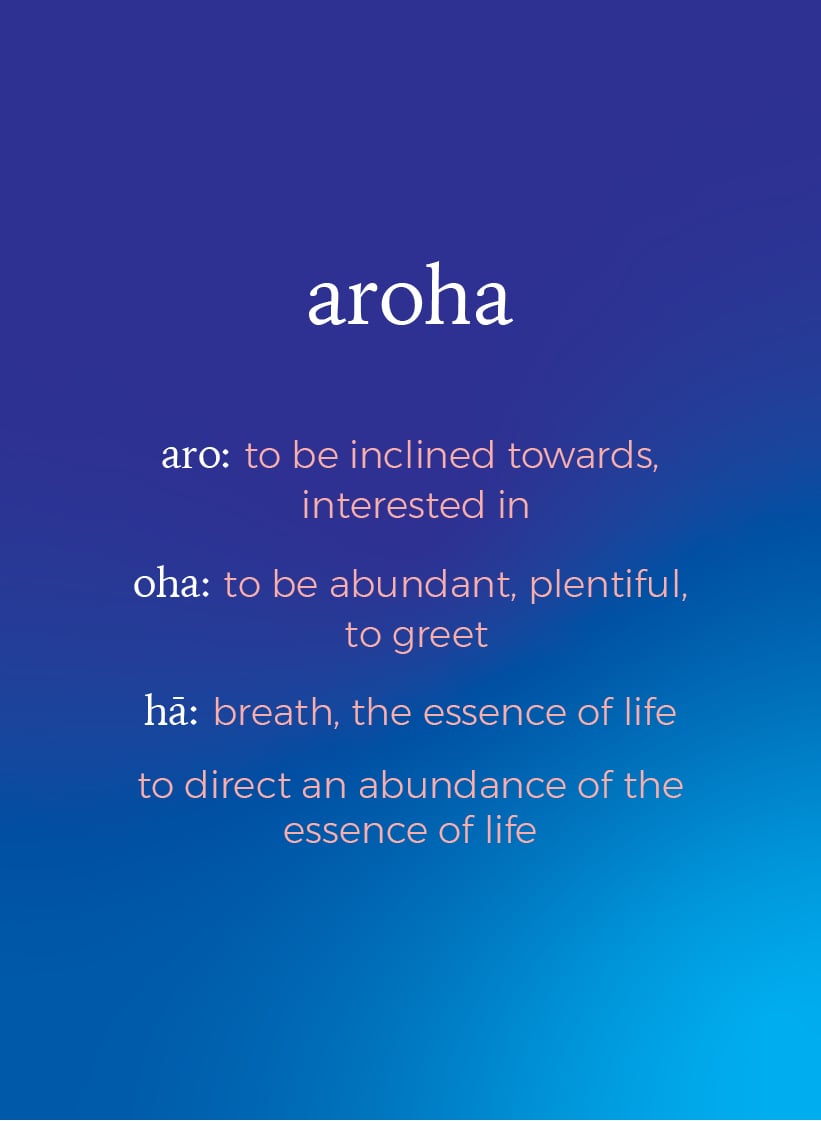 aroha
aro: to be inclined towards,
interested in
oha: to be abundant, plentiful,
to greet
hā: breath, the essence of life
to direct an abundance of the
essence of life